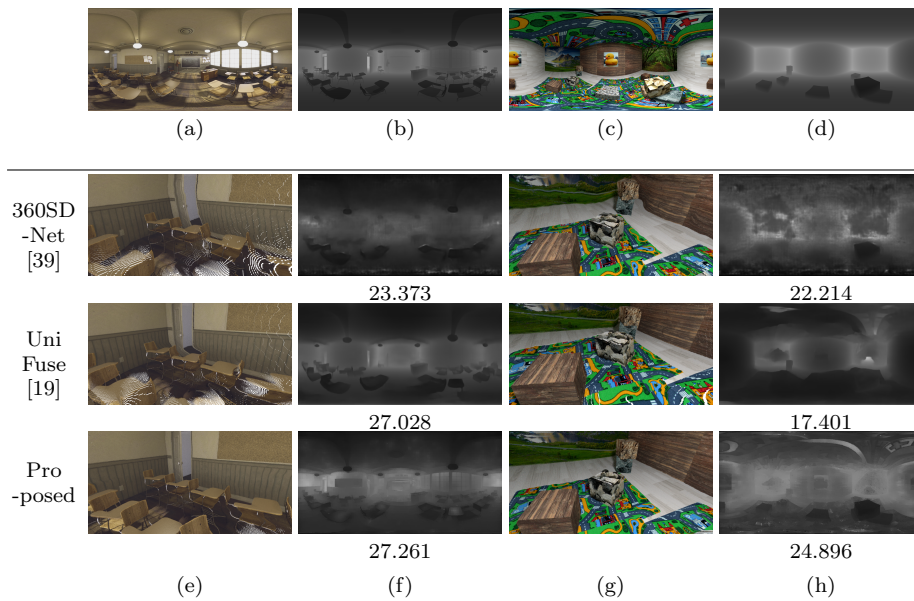 (a) (b) (c) (d)
360SD
-Net
[39]
23.373 22.214
Uni
Fuse
[19]
27.028 17.401
Pro
-posed
27.261 24.896
(e) (f) (g) (h)